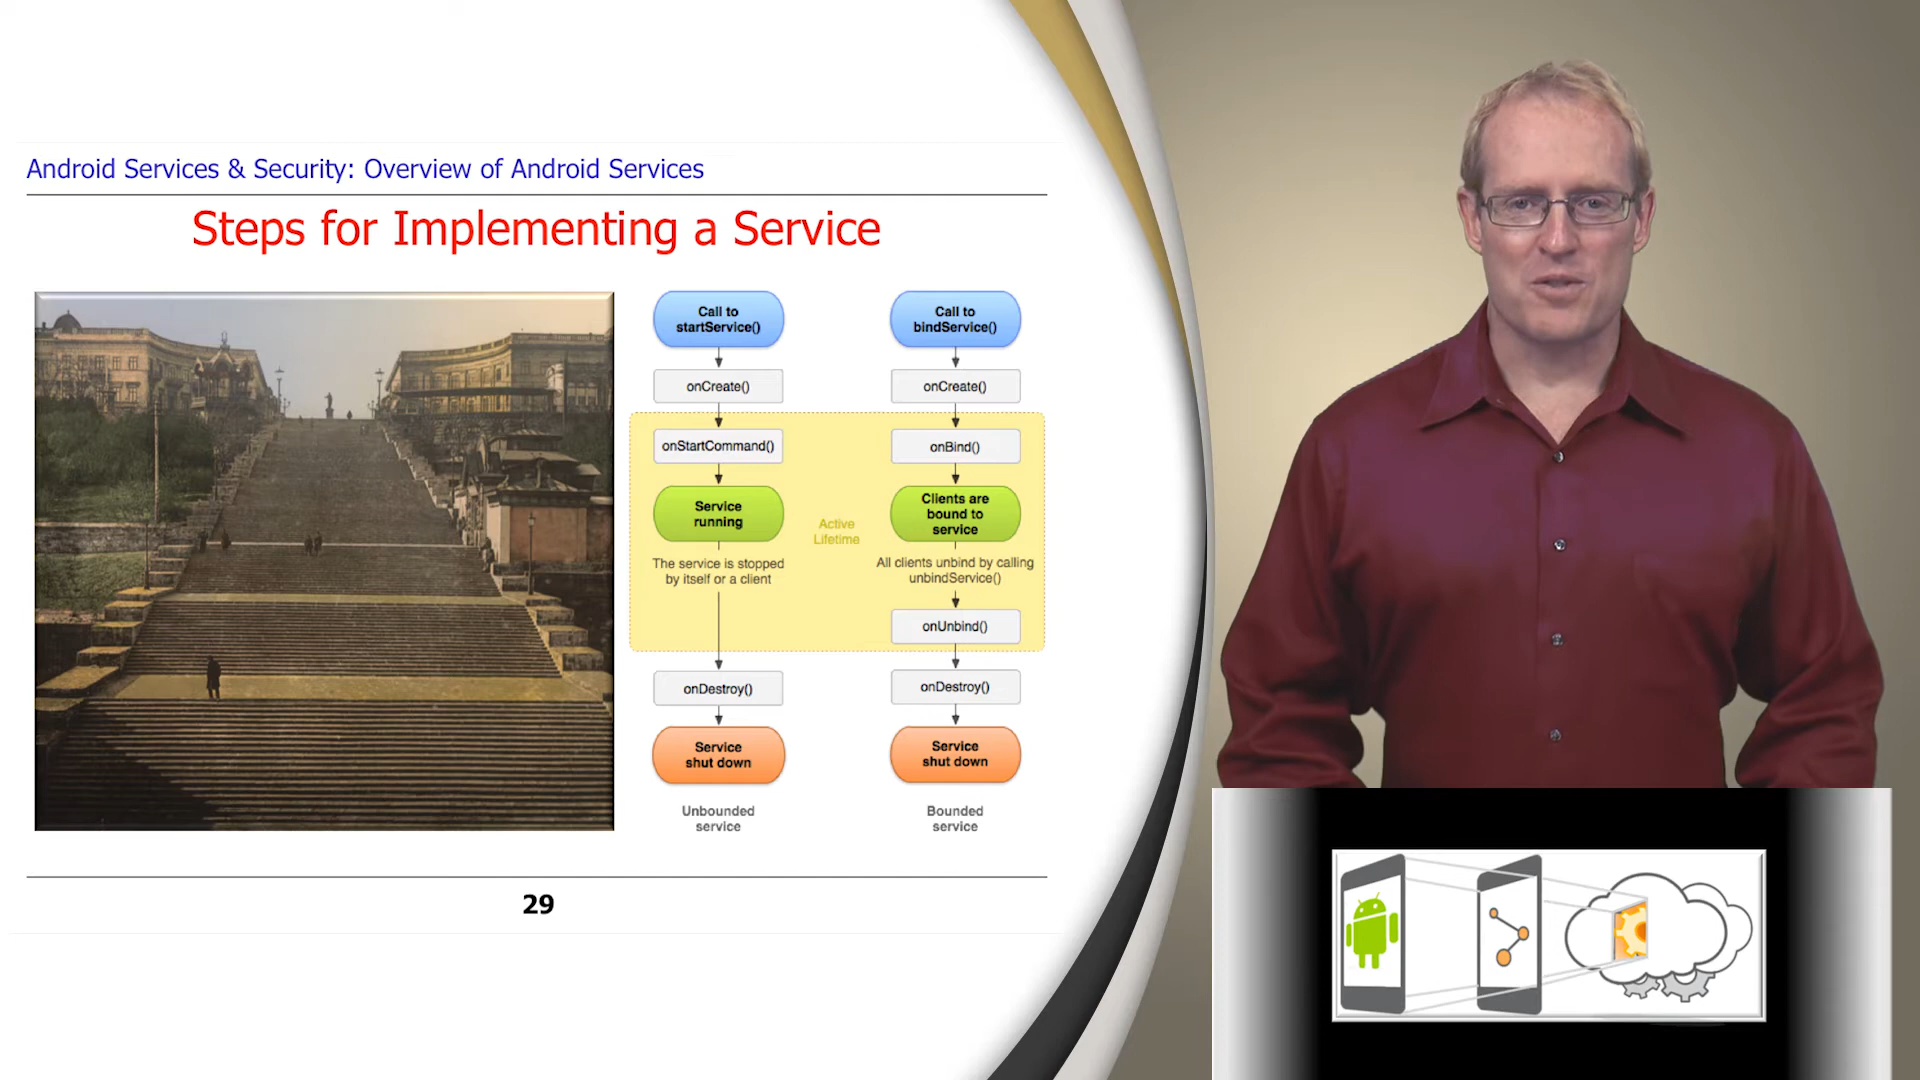 Android Services & Security: Overview of Android Services
Steps for Implementing a Service
Call to
startService()
onCreate()
onStartCommand()
Service
running
The service is stopped
by itself or a client
onDestroy()
Service
shut down
Unbounded
service
Active
Lifetime
Call to
bindService()
onCreate()
onBind()
Clients are
bound to
service
All clients unbind by calling
unbindService()
onUnbind()
onDestroy()
Service
shut down
Bounded
service
29